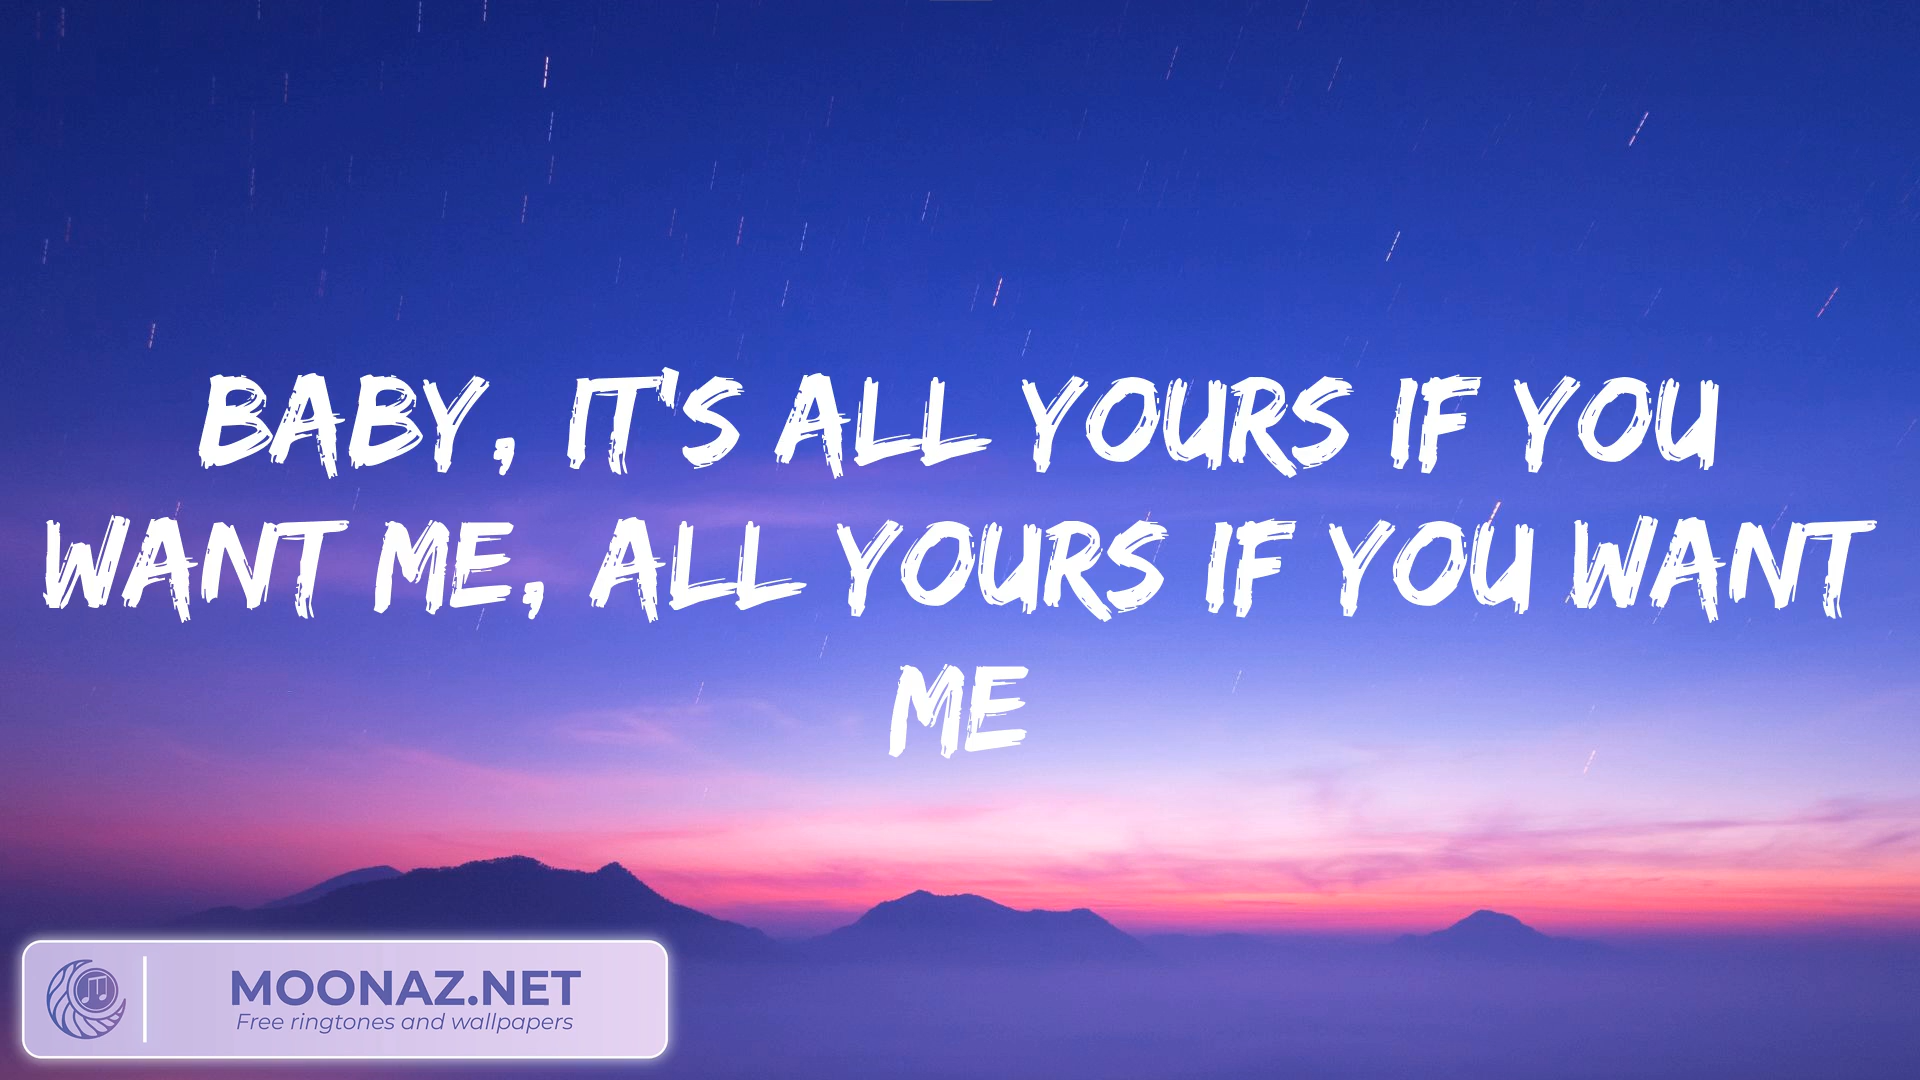 BABY, IT'S ALL YOURS IF YOU
WANT ME, ALL YOURS IF YOU WANT
ME
MOONAZ.NET
Free ringtones and wallpapers